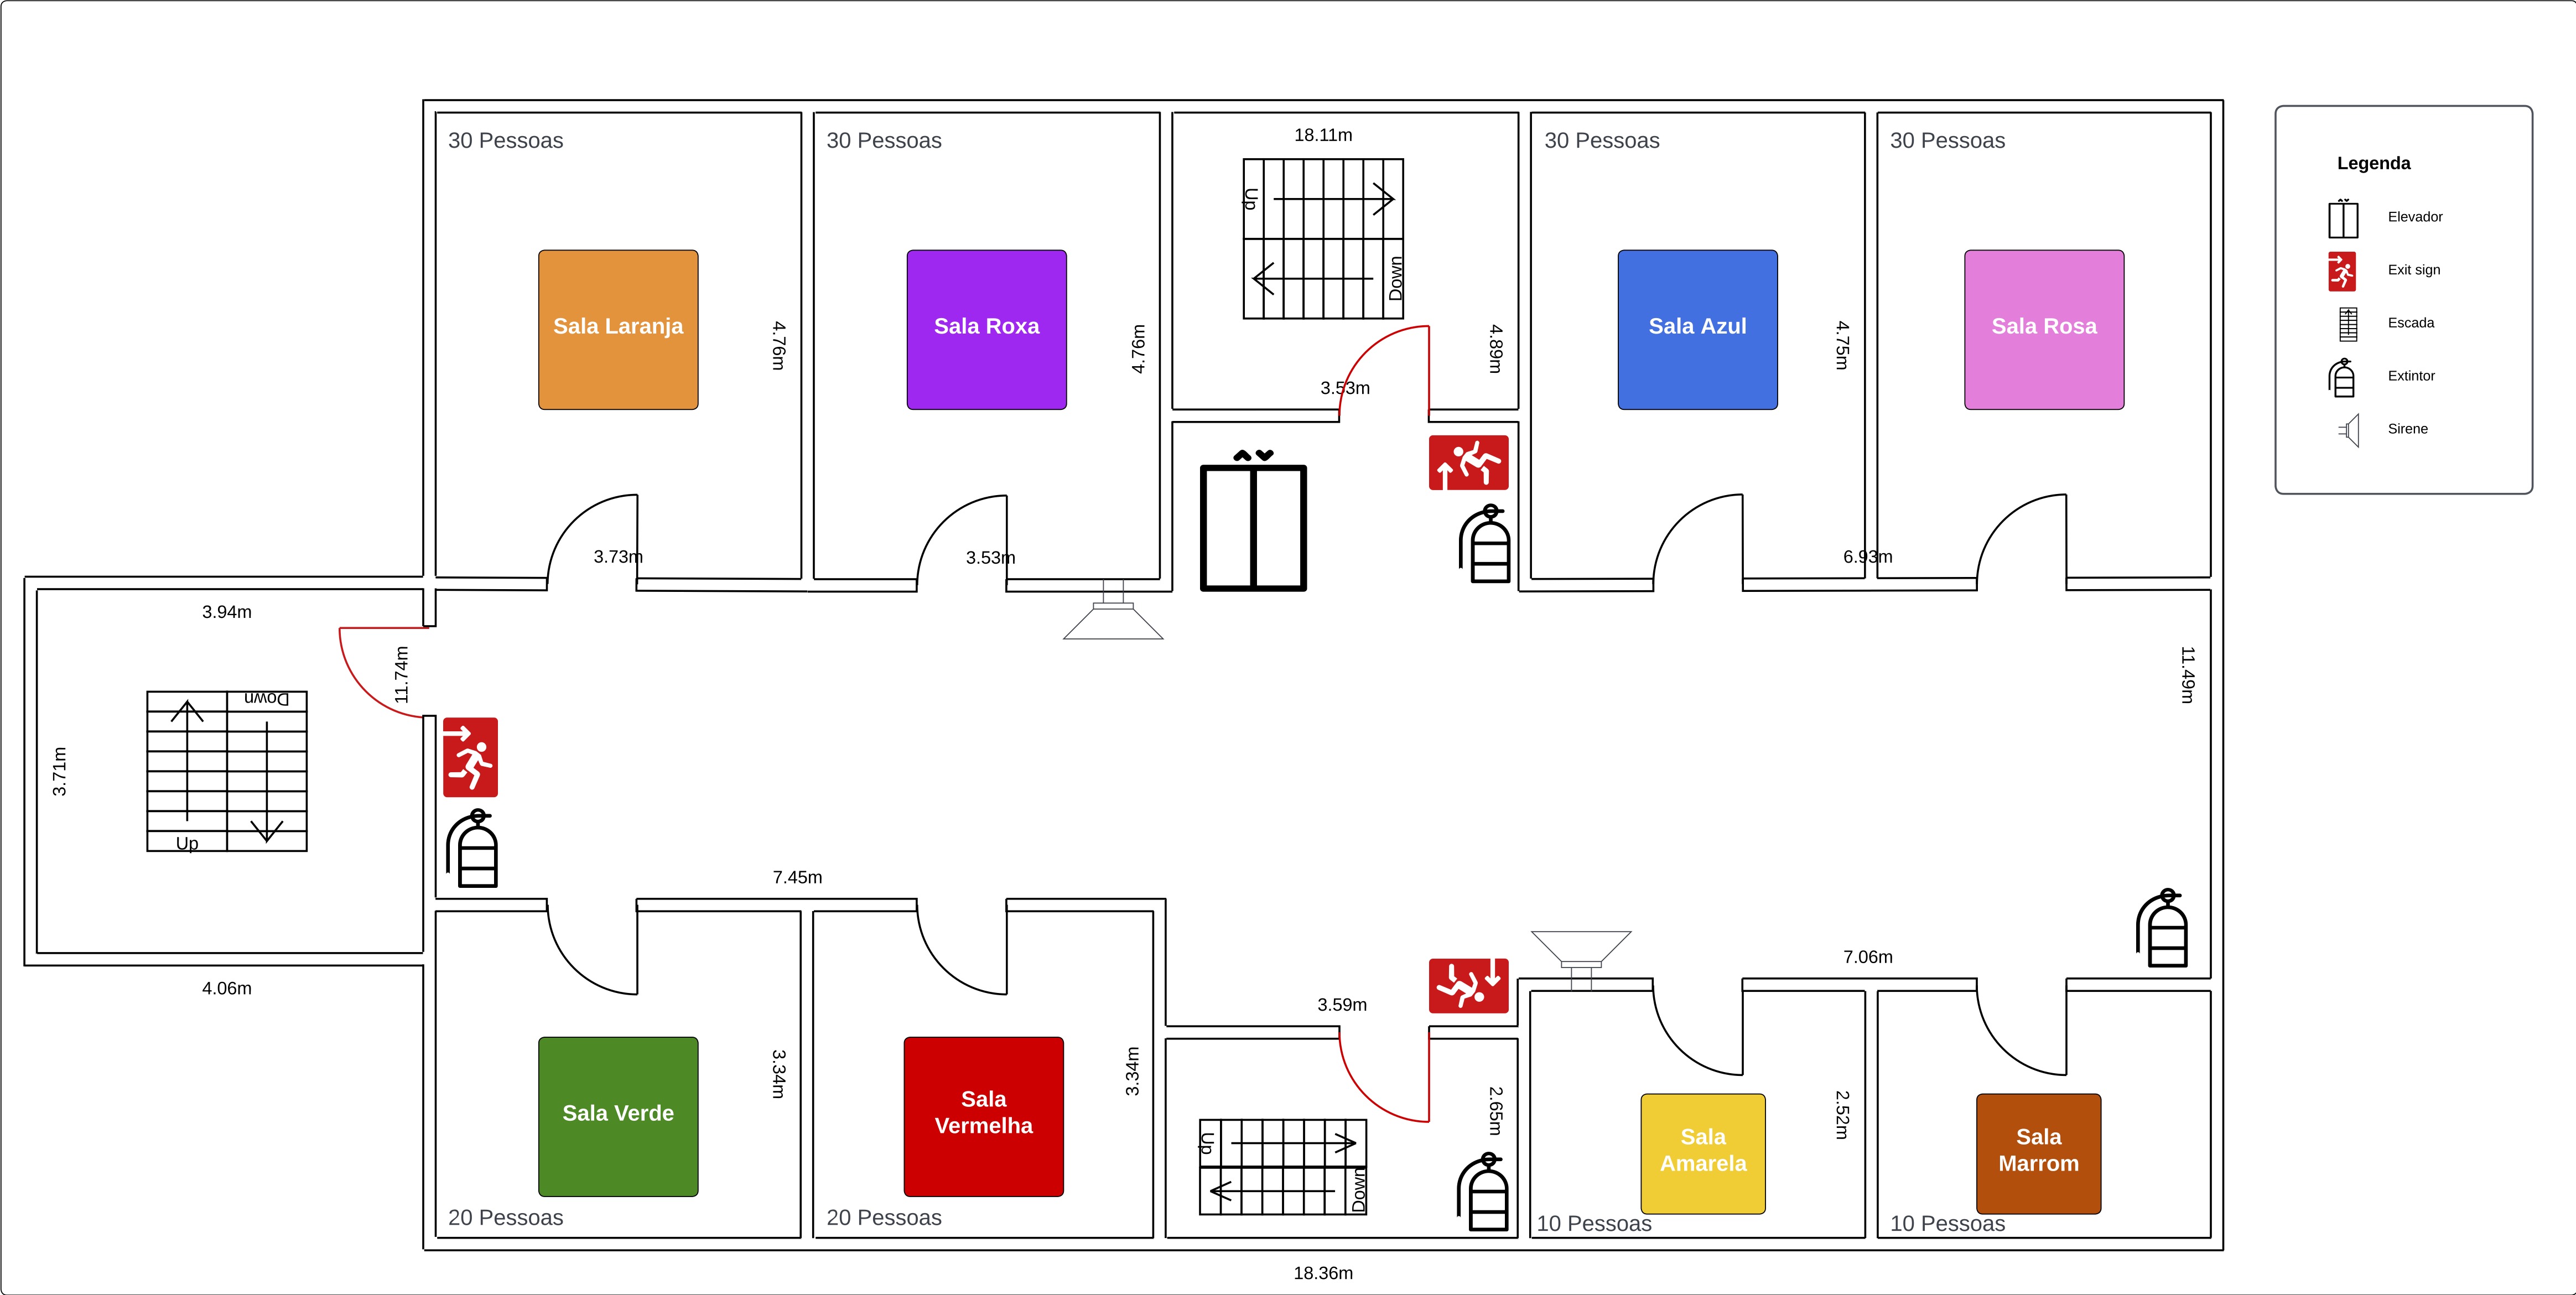 30 Pessoas
30 Pessoas
18.11m
30 Pessoas
30 Pessoas
Legenda
Elevador
Exit sign
Escada
Extintor
Sirene
Up
Down
Sala Laranja
Sala Roxa
Sala Azul
Sala Rosa
4.76m
4.76m
4.89m
4.75m
3.53m
3.73m
3.53m
6.93m
3.94m
11.74m
11.49m
Down
Up
3.71m
7.45m
7.06m
4.06m
3.59m
3.34m
3.34m
2.65m
2.52m
Sala Verde
Sala
Vermelha
Up
Down
Sala
Amarela
Sala
Marrom
20 Pessoas
20 Pessoas
10 Pessoas
10 Pessoas
18.36m